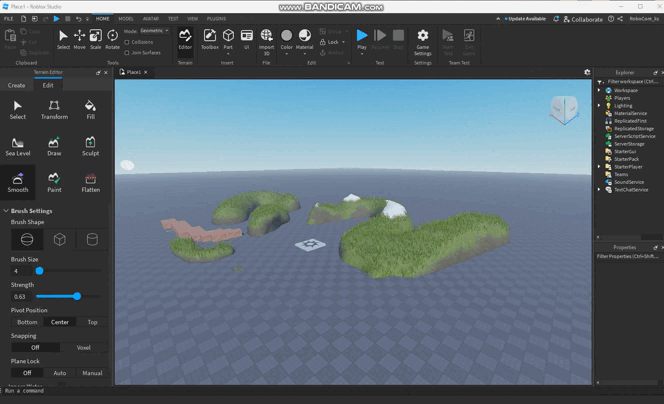 Place1 - Roblox Studio
www.BANDICAM.com
FILE HOME MODEL AVATAR TEST VIEW PLUGINS
Update Available Collaborate
Paste Copy Cut Duplicate
Select Move Scale Rotate
Mode: Geometric
Collisions
Join Surfaces
Editor Toolbox Part UI Import 3D Color Material
Group
Lock
Anchor
Play Resume Stop Game Settings Team Test Exit Game
Clipboard Tools Terrain Insert File Edit Test Settings Team Test
Terrain Editor
Place1
Create Edit
Select Transform Fill
Sea Level Draw Sculpt
Smooth Paint Flatten
Brush Settings
Brush Shape
Brush Size
4
Strength
0.63
Pivot Position
Bottom Center Top
Snapping
Off Voxel
Plane Lock
Off Auto Manual
Run a command
Explorer
Filter workspace (Ctrl+...
Workspace
Players
Lighting
MaterialService
ReplicatedFirst
ReplicatedStorage
ServerScriptService
ServerStorage
StarterGui
StarterPack
StarterPlayer
Teams
SoundService
TextChatService
Properties
Filter Properties (Ctrl+Shift...